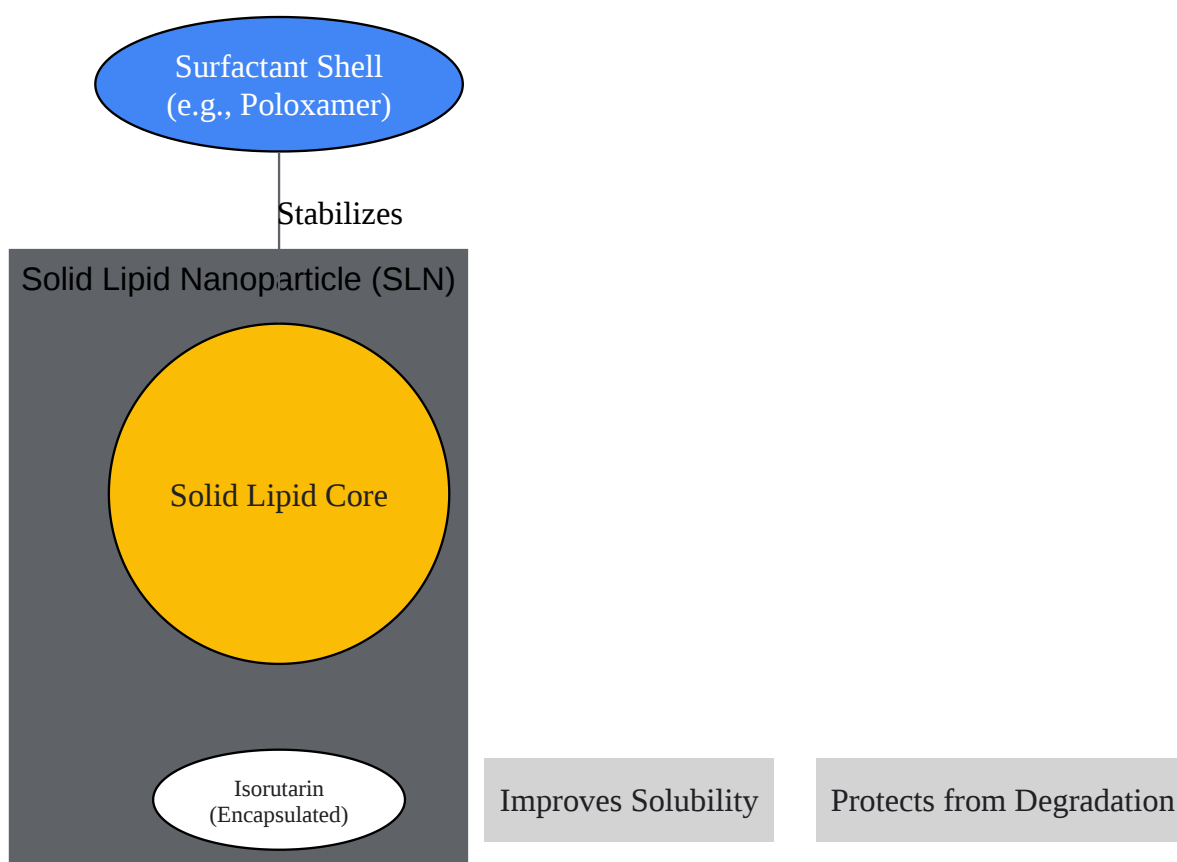 Surfactant Shell
(e.g., Poloxamer)
Stabilizes
Solid Lipid Nanoparticle (SLN)
Solid Lipid Core
Isorutarin
(Encapsulated)
Improves Solubility
Protects from Degradation